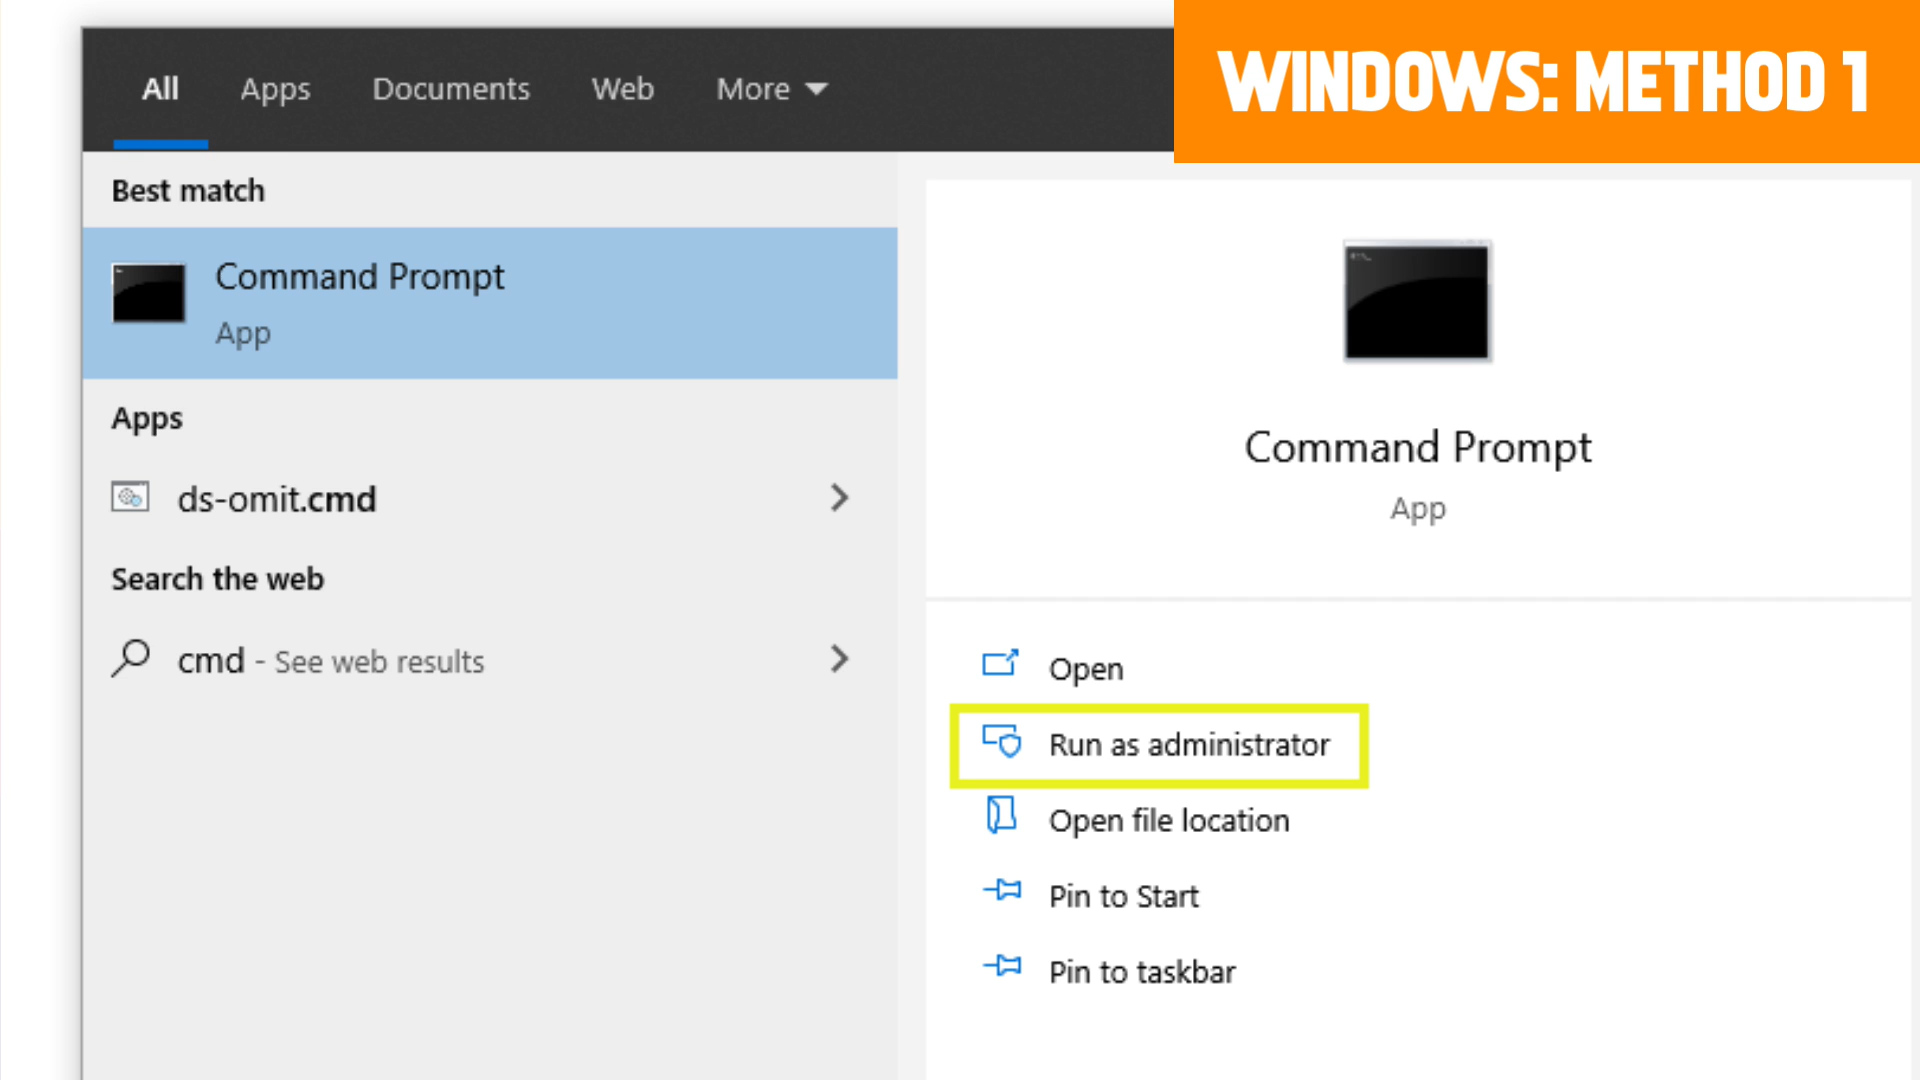 WINDOWS: METHOD 1
All Apps Documents Web More
Best match
Command Prompt
App
Apps
ds-omit.cmd
Search the web
cmd - See web results
Command Prompt
App
Open
Run as administrator
Open file location
Pin to Start
Pin to taskbar